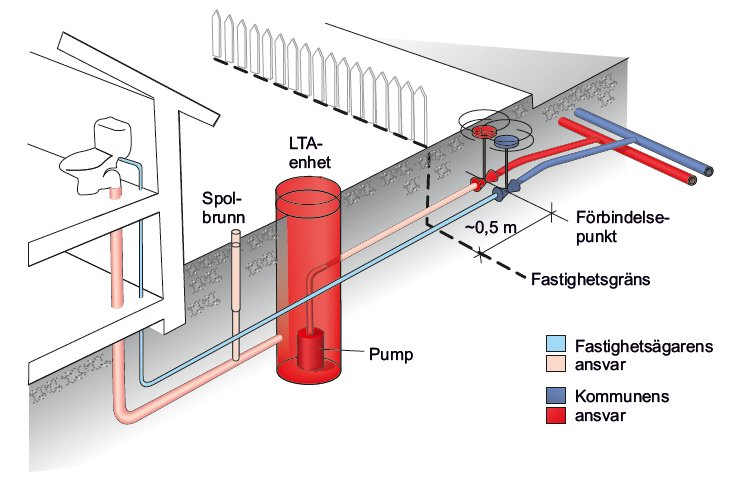 LTA-
enhet
Spol-
brunn
~0,5 m
Förbindelse-
punkt
Fastighetsgräns
Pump
Fastighetsägarens
ansvar
Kommunens
ansvar